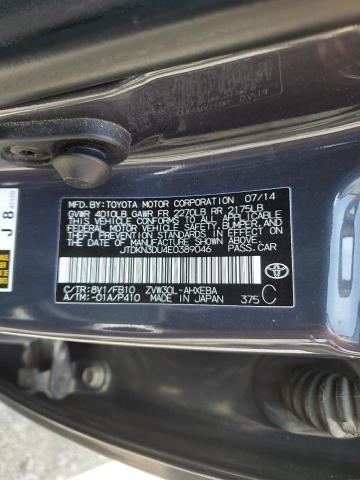 MFD.BY:TOYOTA MOTOR CORPORATION 07/14
GVWR 4010LB GAWR FR 2270LB RR 2175LB
THIS VEHICLE CONFORMS TO ALL APPLICABLE
FEDERAL MOTOR VEHICLE SAFETY, BUMPER, AND
THEFT PREVENTION STANDARDS IN EFFECT ON
THE DATE OF MANUFACTURE SHOWN ABOVE.
JTDKN3DU4E0389046 PASS.CAR
C/TR:8V1/FB10 ZVW30L-AHXEBA
A/TM:-01A/P410 MADE IN JAPAN 375 C
J 8